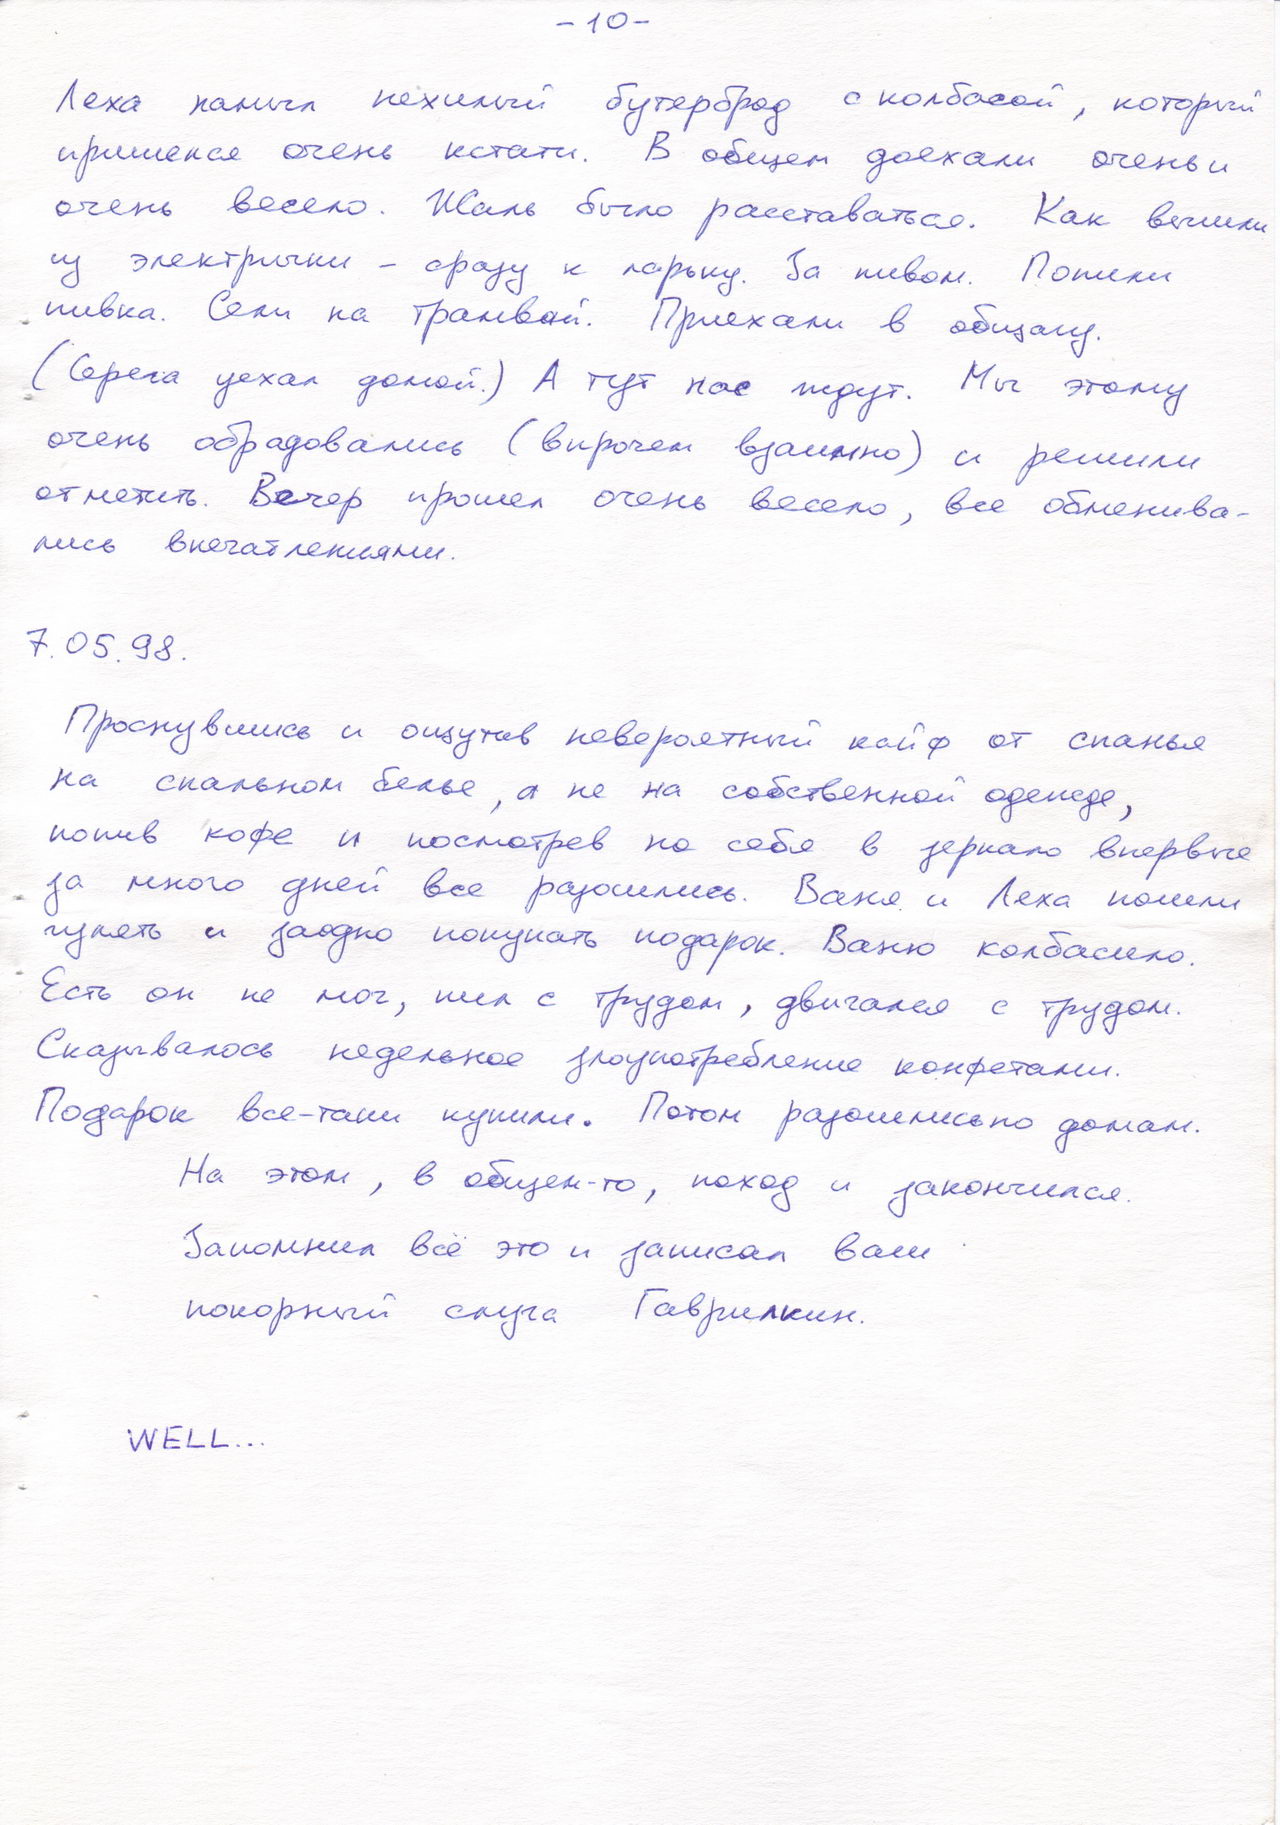 -10-
Леха намыл нехилый бутерброд с колбасой, который
пришелся очень кстати. В общем доехали очень и
очень весело. Жаль было расставаться. Как вышли
из электрички - сразу к ларьку. За пивом. Попили
пивка. Сели на трамвай. Приехали в общагу.
(Серега уехал домой.) А тут нас ждут. Мы этому
очень обрадовались (впрочем взаимно) и решили
отметить. Вечер прошел очень весело, все обменива-
лись впечатлениями.
7.05.98.
Проснувшись и ощутив невероятный кайф от спанья
на спальном белье, а не на собственной одежде,
попив кофе и посмотрев на себя в зеркало впервые
за много дней все разошлись. Ваня и Леха пошли
гулять и заодно покупать подарок. Ваню колбасило.
Есть он не мог, пил с трудом, двигался с трудом.
Сказывалось недельное злоупотребление конфетами.
Подарок все-таки купили. Потом разошлись по домам.
На этом, в общем-то, поход и закончился.
Запомнил всё это и записал ваш
покорный слуга Гаврилкин.
WELL...